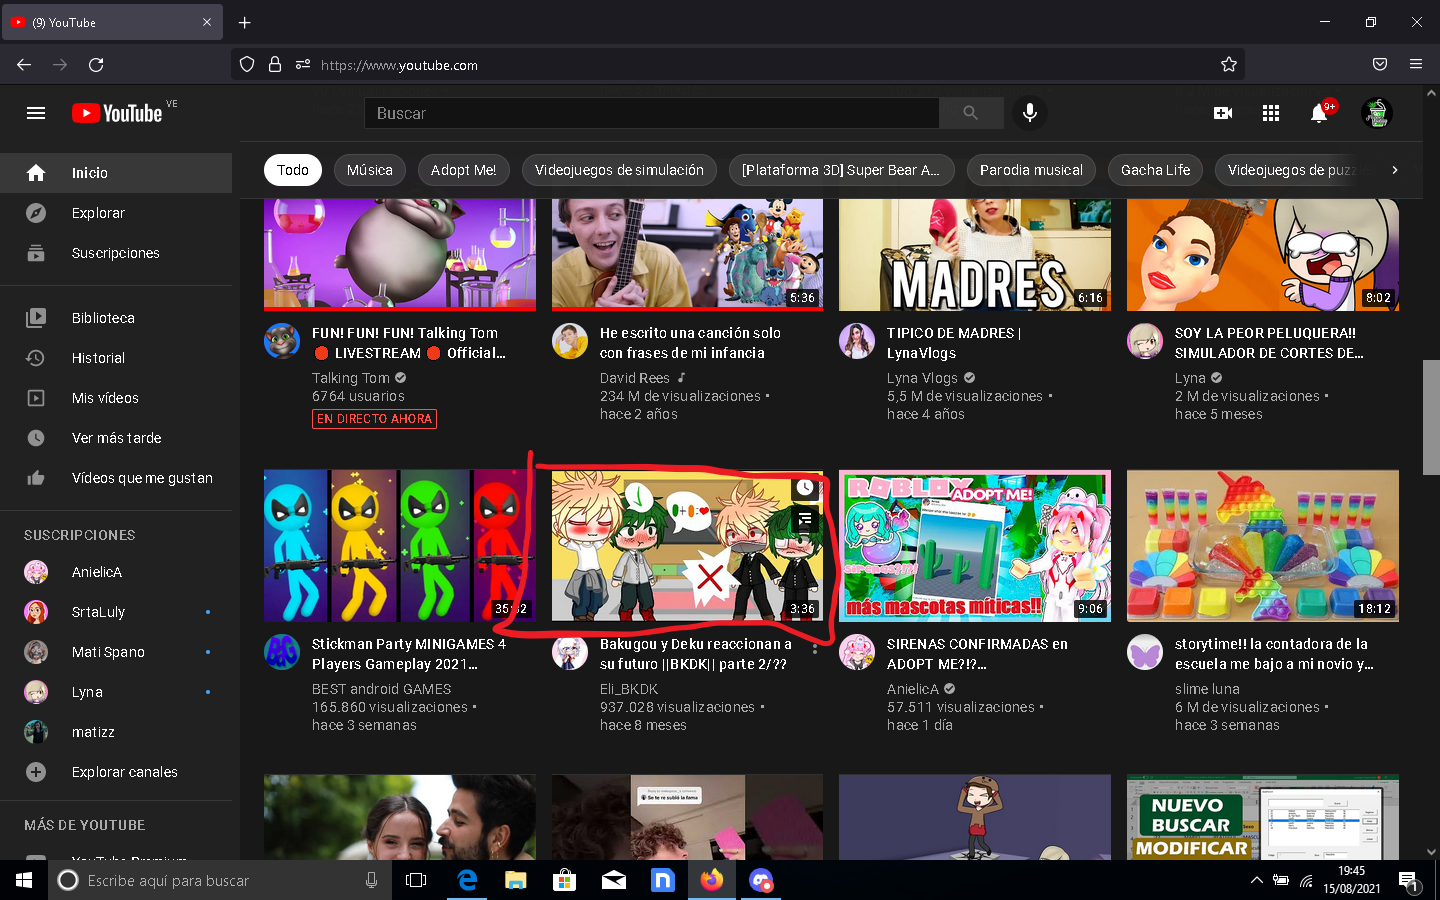 (9) YouTube
https://www.youtube.com
YouTube VE
Buscar
9+
Todo
Música
Adopt Me!
Videojuegos de simulación
[Plataforma 3D] Super Bear A...
Parodia musical
Gacha Life
Videojuegos de puzz
Inicio
Explorar
Suscripciones
Biblioteca
Historial
Mis vídeos
Ver más tarde
Vídeos que me gustan
SUSCRIPCIONES
AnielicA
SrtaLuly
Mati Spano
Lyna
matizz
Explorar canales
MÁS DE YOUTUBE
YouTube Premium
5:36
MADRES
6:16
8:02
FUN! FUN! FUN! Talking Tom
LIVESTREAM Official...
Talking Tom
6764 usuarios
EN DIRECTO AHORA
He escrito una canción solo
con frases de mi infancia
David Rees
234 M de visualizaciones •
hace 2 años
TIPICO DE MADRES |
LynaVlogs
Lyna Vlogs
5,5 M de visualizaciones •
hace 4 años
SOY LA PEOR PELUQUERA!!
SIMULADOR DE CORTES DE...
Lyna
2 M de visualizaciones •
hace 5 meses
3:36
ROBLOX
ADOPT ME!
más mascotas míticas!!
9:06
18:12
Stickman Party MINIGAMES 4
Players Gameplay 2021...
BEST android GAMES
165.860 visualizaciones •
hace 3 semanas
Bakugou y Deku reaccionan a
su futuro ||BKDK|| parte 2/??
Eli_BKDK
937.028 visualizaciones •
hace 8 meses
SIRENAS CONFIRMADAS en
ADOPT ME?!?...
AnielicA
57.511 visualizaciones •
hace 1 día
storytime!! la contadora de la
escuela me bajo a mi novio y...
slime luna
6 M de visualizaciones •
hace 3 semanas
Se te re subió la fama
NUEVO
BUSCAR
MODIFICAR
Escribe aquí para buscar
19:45
15/08/2021
1